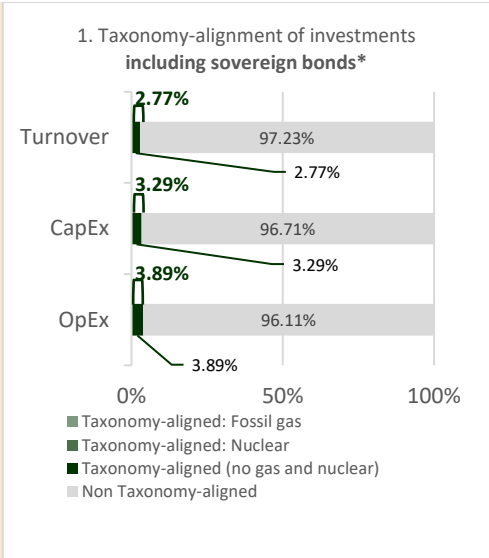 1. Taxonomy-alignment of investments
including sovereign bonds*
2.77%
Turnover
97.23%
2.77%
3.29%
CapEx
96.71%
3.29%
3.89%
OpEx
96.11%
3.89%
0% 50% 100%
Taxonomy-aligned: Fossil gas
Taxonomy-aligned: Nuclear
Taxonomy-aligned (no gas and nuclear)
Non Taxonomy-aligned